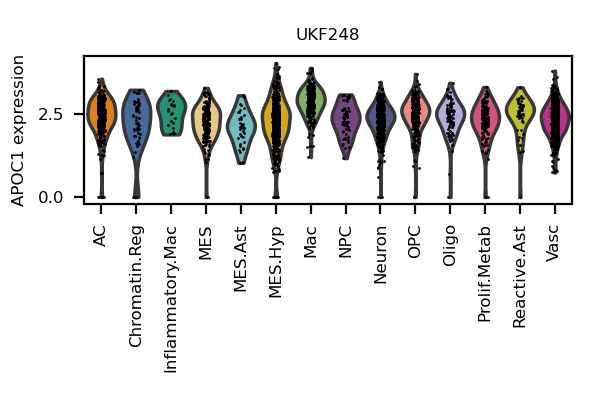 UKF248
APOC1 expression
2.5
0.0
AC
Chromatin.Reg
Inflammatory.Mac
MES
MES.Ast
MES.Hyp
Mac
NPC
Neuron
OPC
Oligo
Prolif.Metab
Reactive.Ast
Vasc